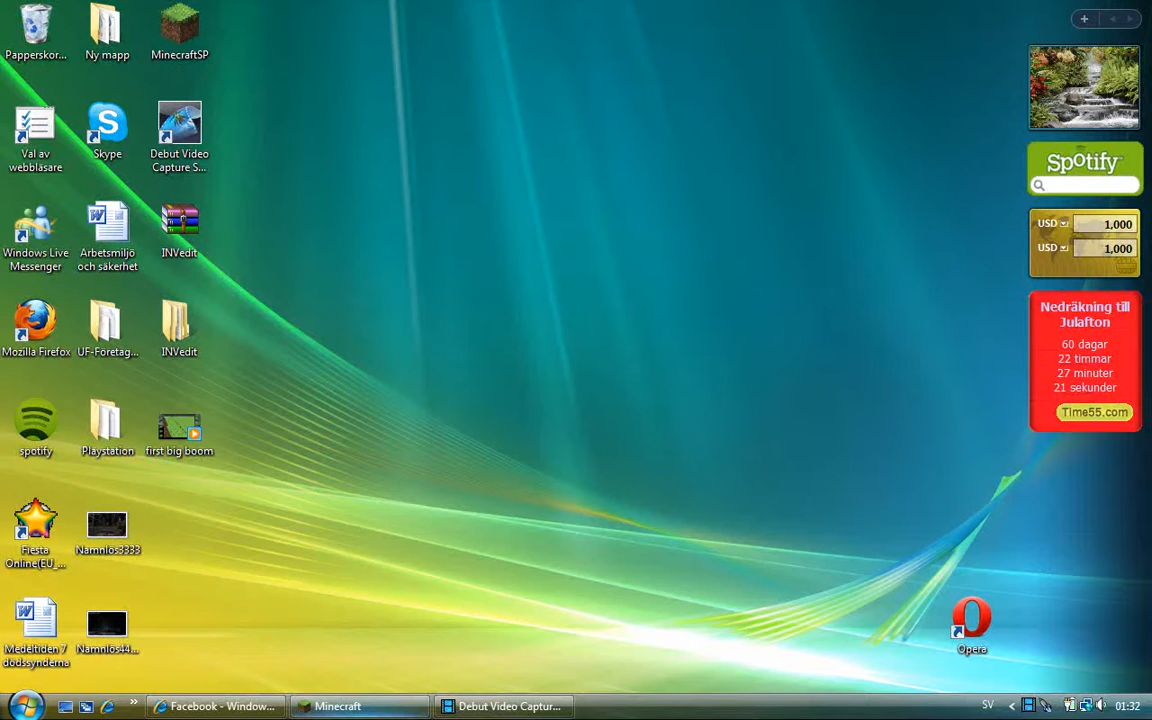 Papperskor...
Ny mapp
MinecraftSP
Val av
webbläsare
Skype
Debut Video
Capture S...
Windows Live
Messenger
Arbetsmiljö
och säkerhet
INVedit
Mozilla Firefox
UF-Företag...
INVedit
spotify
Playstation
first big boom
Fiesta
Online(EU_...
Namnlös3333
Medeltiden 7
dödssynderna
Namnlös44...
Opera
Spotify
USD 1,000
USD 1,000
Nedräkning till
Julafton
60 dagar
22 timmar
27 minuter
21 sekunder
Time55.com
Facebook - Window...
Minecraft
Debut Video Captur...
SV
01:32